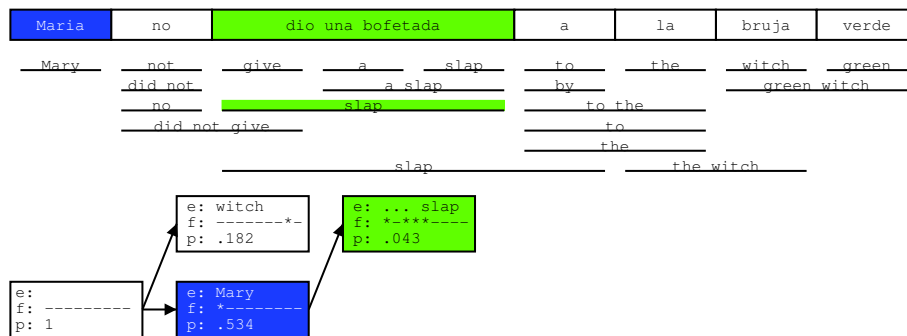 Maria no dio una bofetada a la bruja verde
Mary not give a slap to the witch green
did not a slap by green witch
no slap to the
did not give to
the
slap the witch
e: witch
f: -------*-
p: .182
e: ... slap
f: *-***----
p: .043
e:
f: ---------
p: 1
e: Mary
f: *--------
p: .534